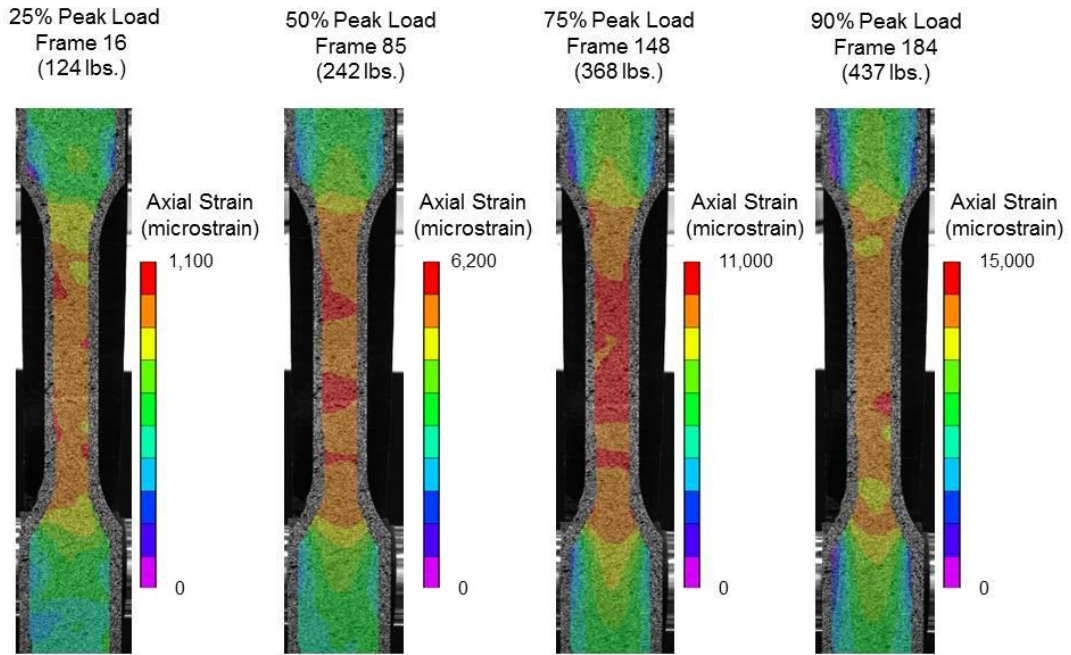 25% Peak Load
Frame 16
(124 lbs.)
50% Peak Load
Frame 85
(242 lbs.)
75% Peak Load
Frame 148
(368 lbs.)
90% Peak Load
Frame 184
(437 lbs.)
Axial Strain
(microstrain)
1,100
0
Axial Strain
(microstrain)
6,200
0
Axial Strain
(microstrain)
11,000
0
Axial Strain
(microstrain)
15,000
0